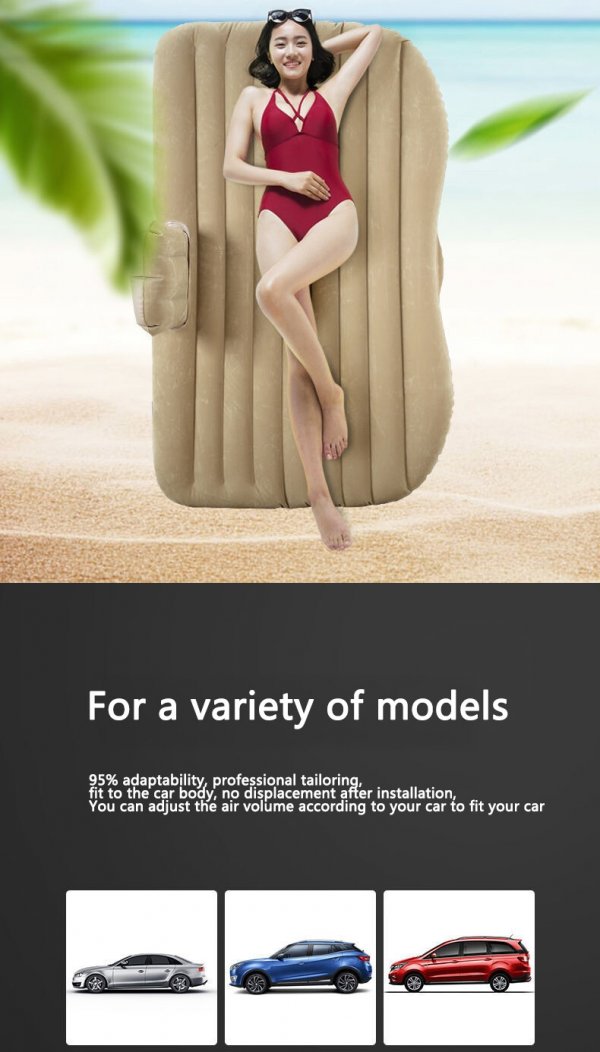 For a variety of models
95% adaptability, professional tailoring,
fit to the car body, no displacement after installation,
You can adjust the air volume according to your car to fit your car